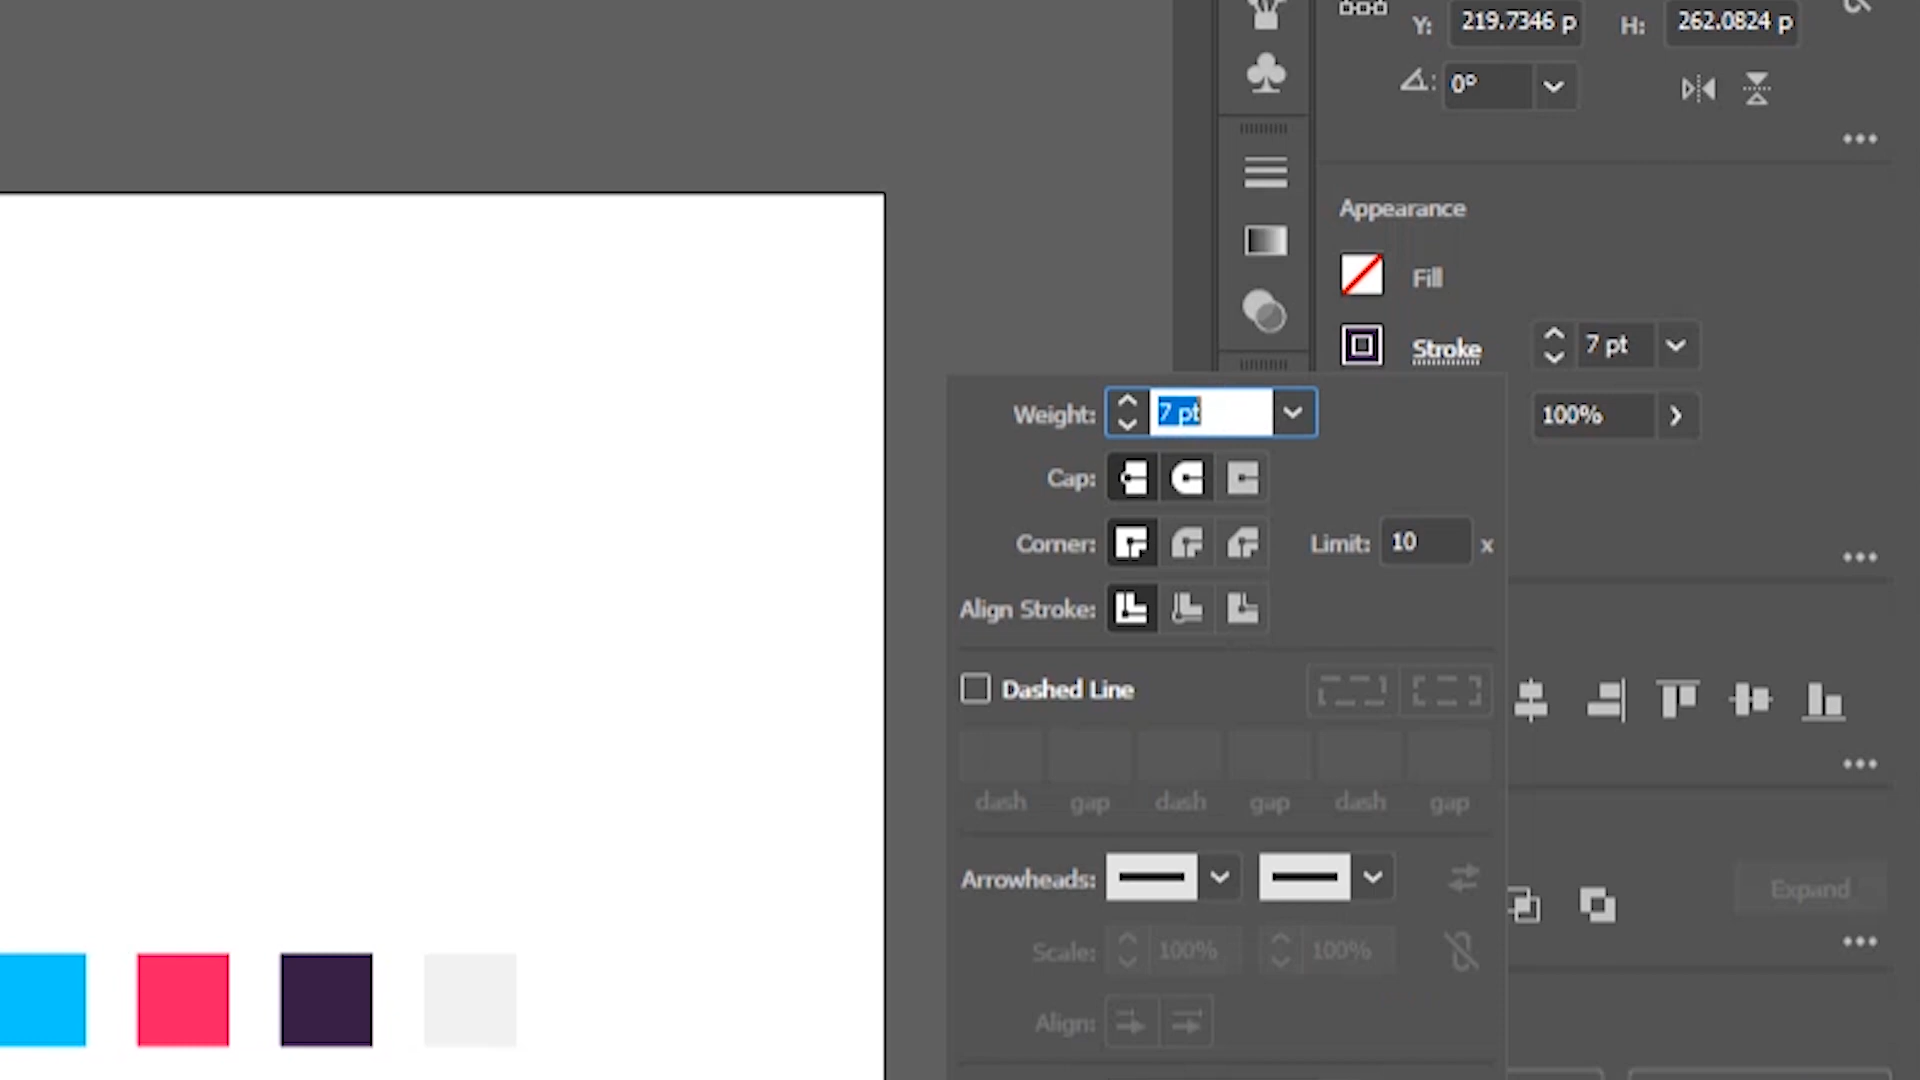 Y: 219.7346 p H: 262.0824 p
: 0°
Appearance
Fill
Stroke 7 pt
Weight: 7 pt 100%
Cap:
Corner: Limit: 10 x
Align Stroke:
Dashed Line
dash gap dash gap dash gap
Arrowheads: Expand
Scale: 100% 100%
Align: